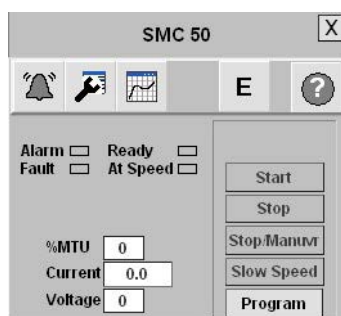 SMC 50
X
E
?
Alarm Ready
Fault At Speed
Start
Stop
%MTU 0
Stop/Manuvr
Current 0.0
Slow Speed
Voltage 0
Program